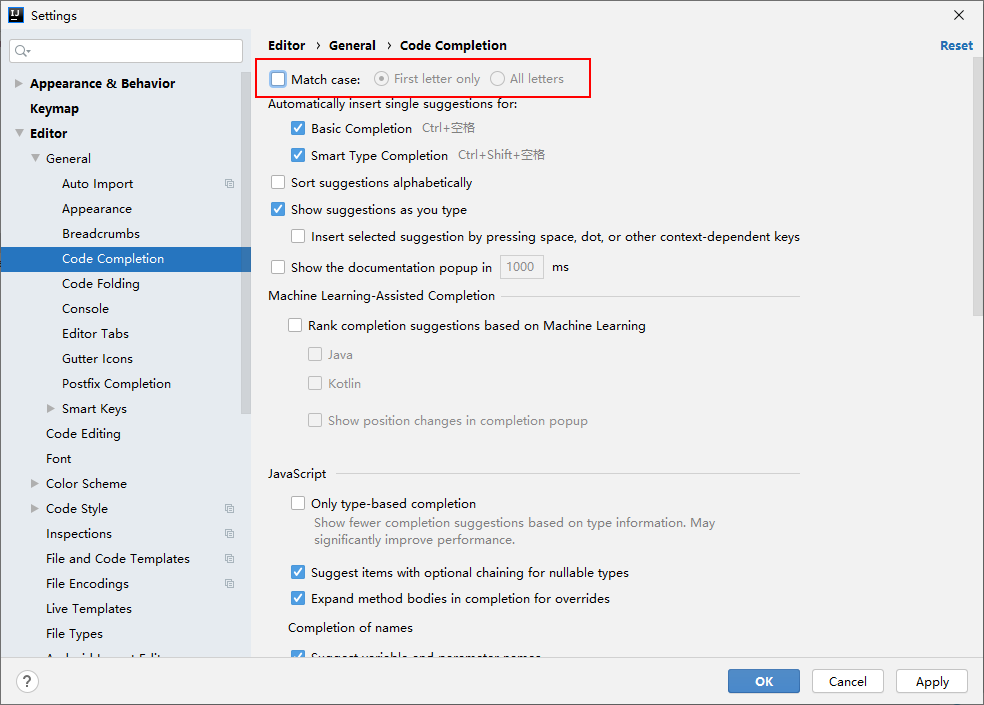 IJ
Settings
Appearance & Behavior
Keymap
Editor
General
Auto Import
Appearance
Breadcrumbs
Code Completion
Code Folding
Console
Editor Tabs
Gutter Icons
Postfix Completion
Smart Keys
Code Editing
Font
Color Scheme
Code Style
Inspections
File and Code Templates
File Encodings
Live Templates
File Types
Editor › General › Code Completion
Reset
Match case: First letter only All letters
Automatically insert single suggestions for:
Basic Completion Ctrl+空格
Smart Type Completion Ctrl+Shift+空格
Sort suggestions alphabetically
Show suggestions as you type
Insert selected suggestion by pressing space, dot, or other context-dependent keys
Show the documentation popup in 1000 ms
Machine Learning-Assisted Completion
Rank completion suggestions based on Machine Learning
Java
Kotlin
Show position changes in completion popup
JavaScript
Only type-based completion
Show fewer completion suggestions based on type information. May
significantly improve performance.
Suggest items with optional chaining for nullable types
Expand method bodies in completion for overrides
Completion of names
Suggest variable and parameter names
?
OK
Cancel
Apply